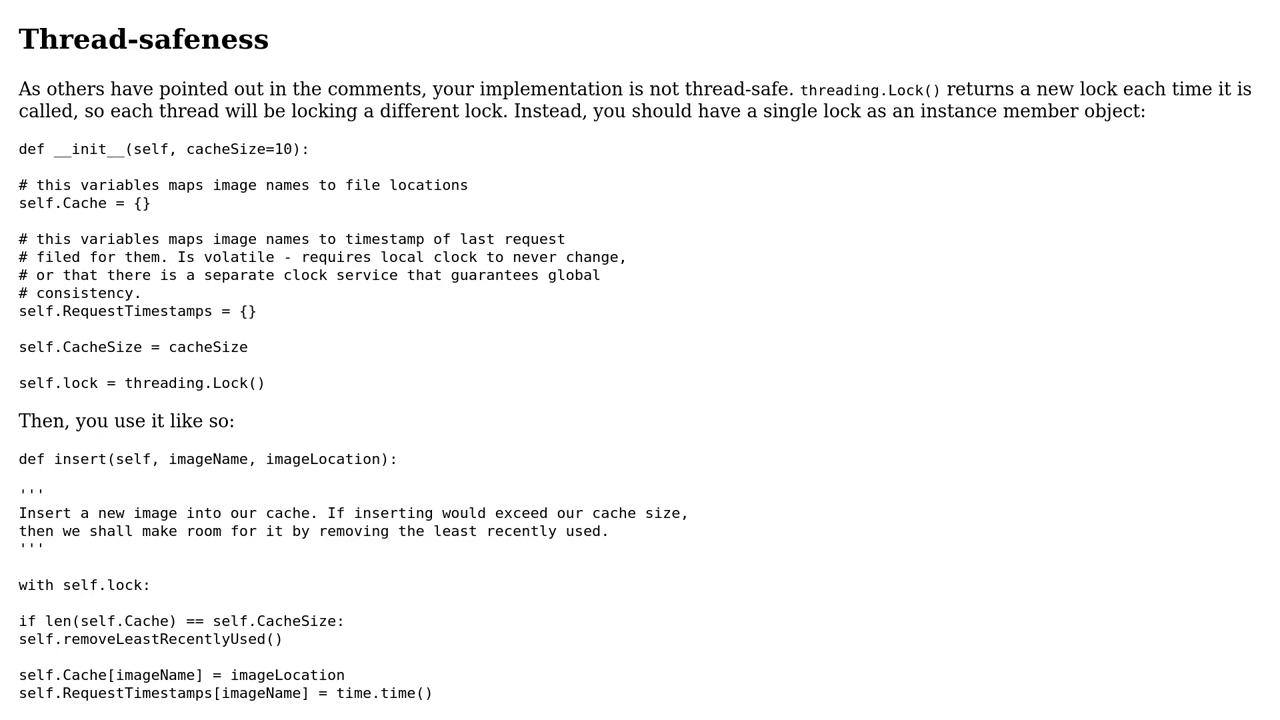 Thread-safeness
As others have pointed out in the comments, your implementation is not thread-safe. threading.Lock() returns a new lock each time it is
called, so each thread will be locking a different lock. Instead, you should have a single lock as an instance member object:
def __init__(self, cacheSize=10):
# this variables maps image names to file locations
self.Cache = {}
# this variables maps image names to timestamp of last request
# filed for them. Is volatile - requires local clock to never change,
# or that there is a separate clock service that guarantees global
# consistency.
self.RequestTimestamps = {}
self.CacheSize = cacheSize
self.lock = threading.Lock()
Then, you use it like so:
def insert(self, imageName, imageLocation):
'''
Insert a new image into our cache. If inserting would exceed our cache size,
then we shall make room for it by removing the least recently used.
'''
with self.lock:
if len(self.Cache) == self.CacheSize:
self.removeLeastRecentlyUsed()
self.Cache[imageName] = imageLocation
self.RequestTimestamps[imageName] = time.time()